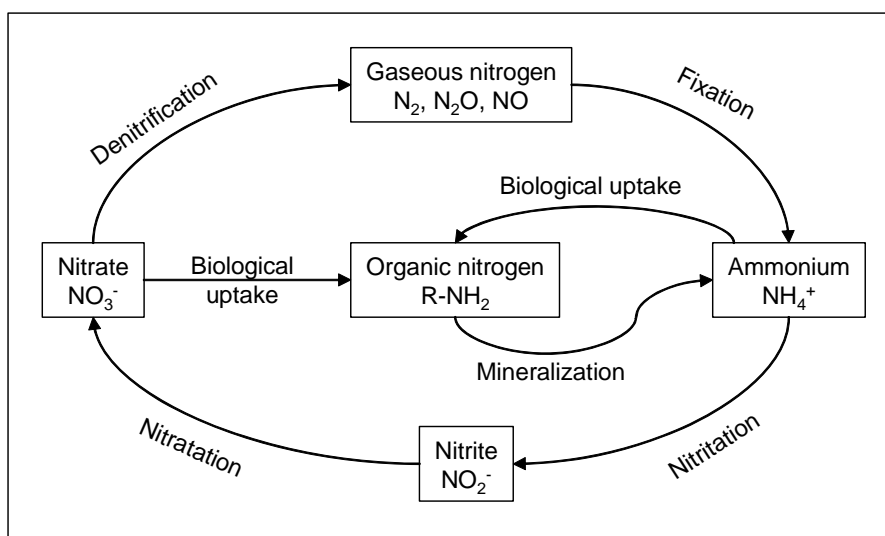 Gaseous nitrogen
N₂, N₂O, NO
Denitrification
Fixation
Biological uptake
Nitrate
NO₃⁻
Biological
uptake
Organic nitrogen
R-NH₂
Ammonium
NH₄⁺
Mineralization
Nitratation
Nitrite
NO₂⁻
Nitritation